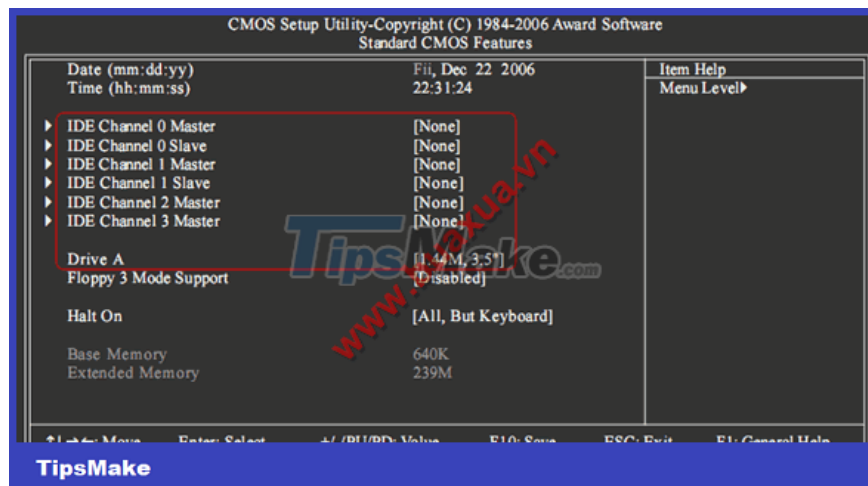 CMOS Setup Utility-Copyright (C) 1984-2006 Award Software
Standard CMOS Features
Date (mm:dd:yy) Fii, Dec 22 2006
Time (hh:mm:ss) 22:31:24
Item Help
Menu Level
IDE Channel 0 Master [None]
IDE Channel 0 Slave [None]
IDE Channel 1 Master [None]
IDE Channel 1 Slave [None]
IDE Channel 2 Master [None]
IDE Channel 3 Master [None]
Drive A [1.44M, 3,5"]
Floppy 3 Mode Support [Disabled]
Halt On [All, But Keyboard]
Base Memory 640K
Extended Memory 239M
↑↓→←: Move Enter: Select +/-/PU/PD: Value F10: Save ESC: Exit F1: General Help
TipsMake.com
TipsMake